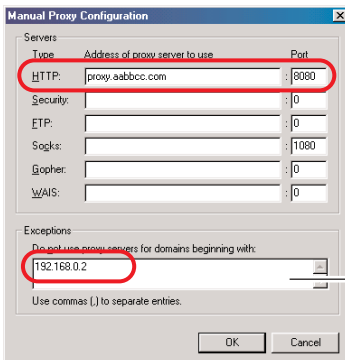 Manual Proxy Configuration
Servers
Type Address of proxy server to use Port
HTTP: proxy.aabbcc.com : 8080
Security: : 0
FTP: : 0
Socks: : 1080
Gopher: : 0
WAIS: : 0
Exceptions
Do not use proxy servers for domains beginning with:
192.168.0.2
Use commas (,) to separate entries.
OK Cancel